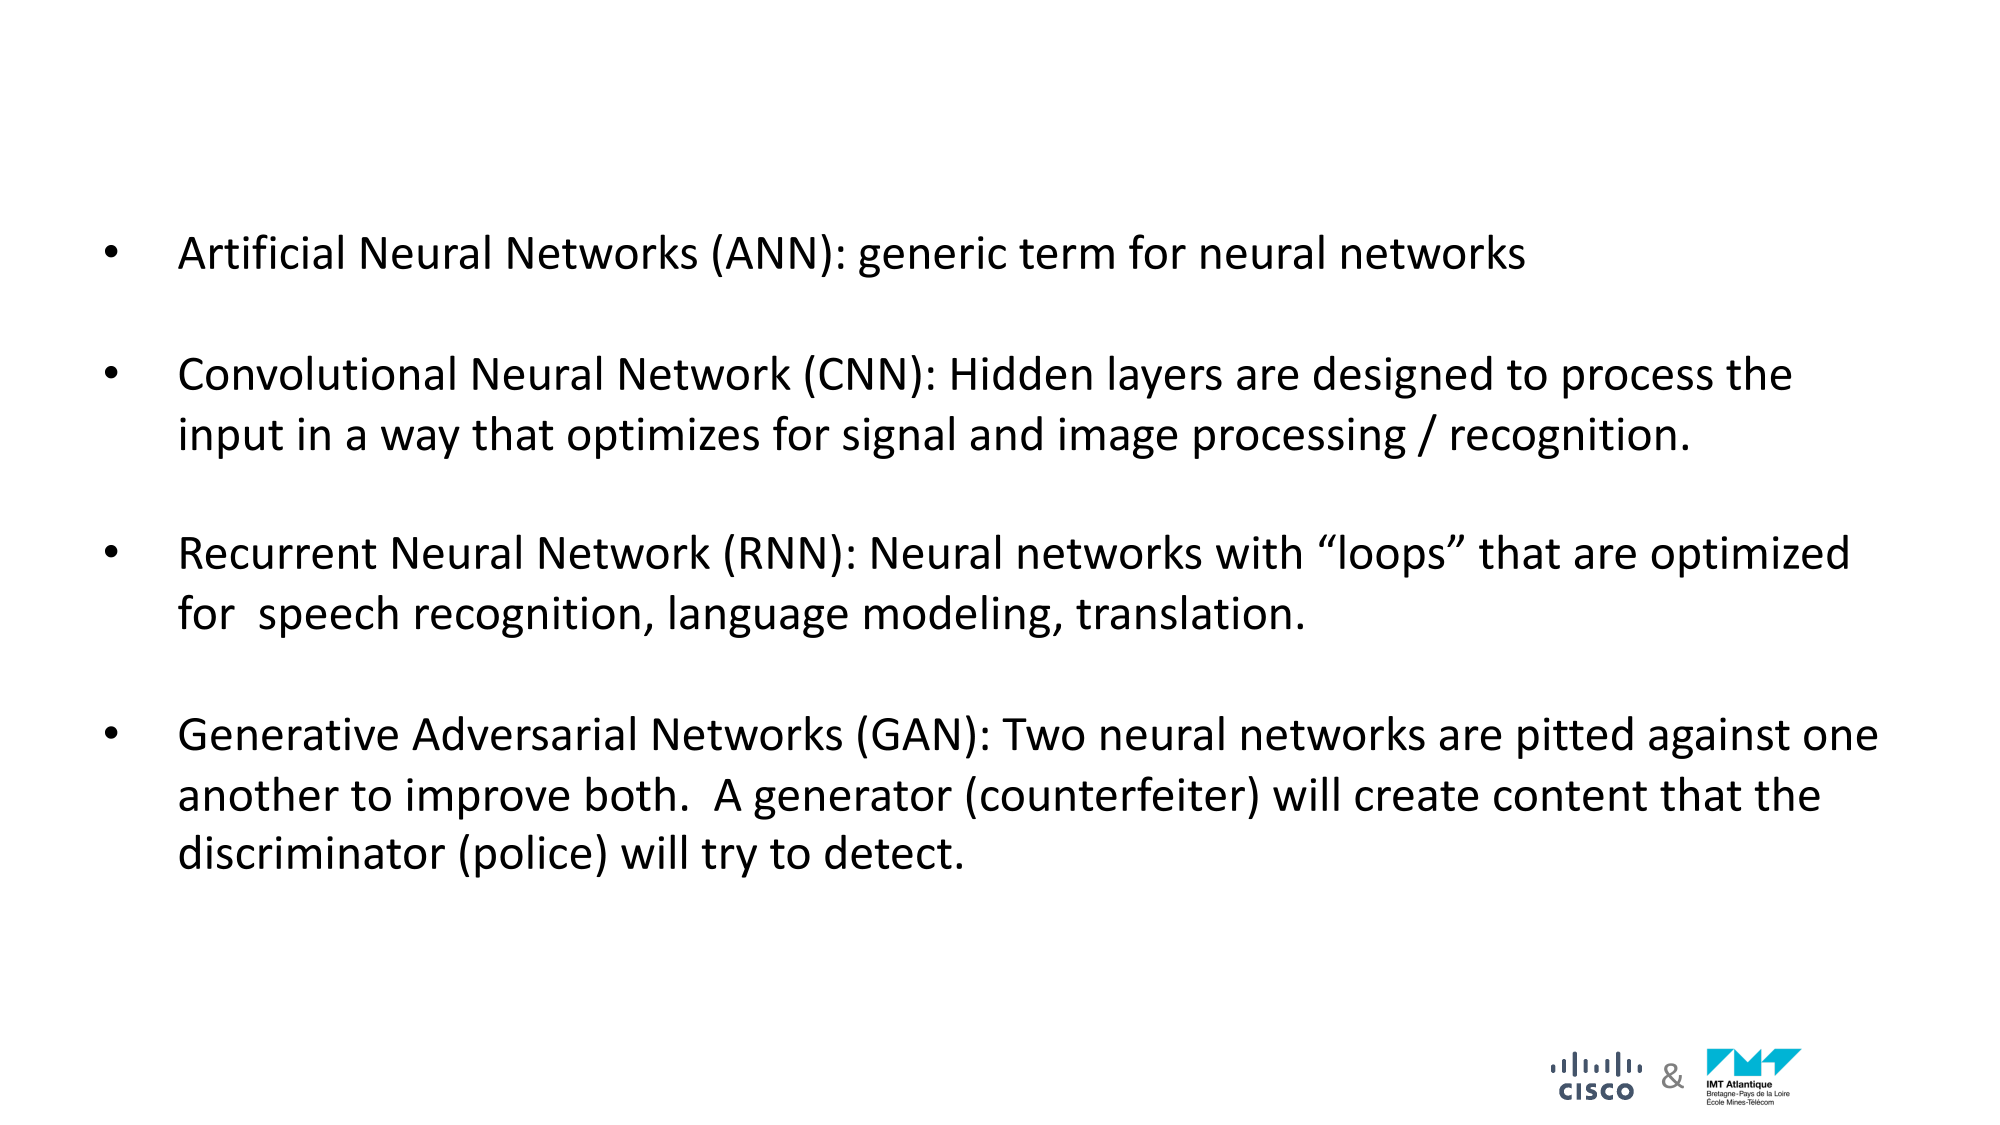 • Artificial Neural Networks (ANN): generic term for neural networks
• Convolutional Neural Network (CNN): Hidden layers are designed to process the
input in a way that optimizes for signal and image processing / recognition.
• Recurrent Neural Network (RNN): Neural networks with “loops” that are optimized
for  speech recognition, language modeling, translation.
• Generative Adversarial Networks (GAN): Two neural networks are pitted against one
another to improve both.  A generator (counterfeiter) will create content that the
discriminator (police) will try to detect.
CISCO & IMT Atlantique
Bretagne-Pays de la Loire
École Mines-Télécom